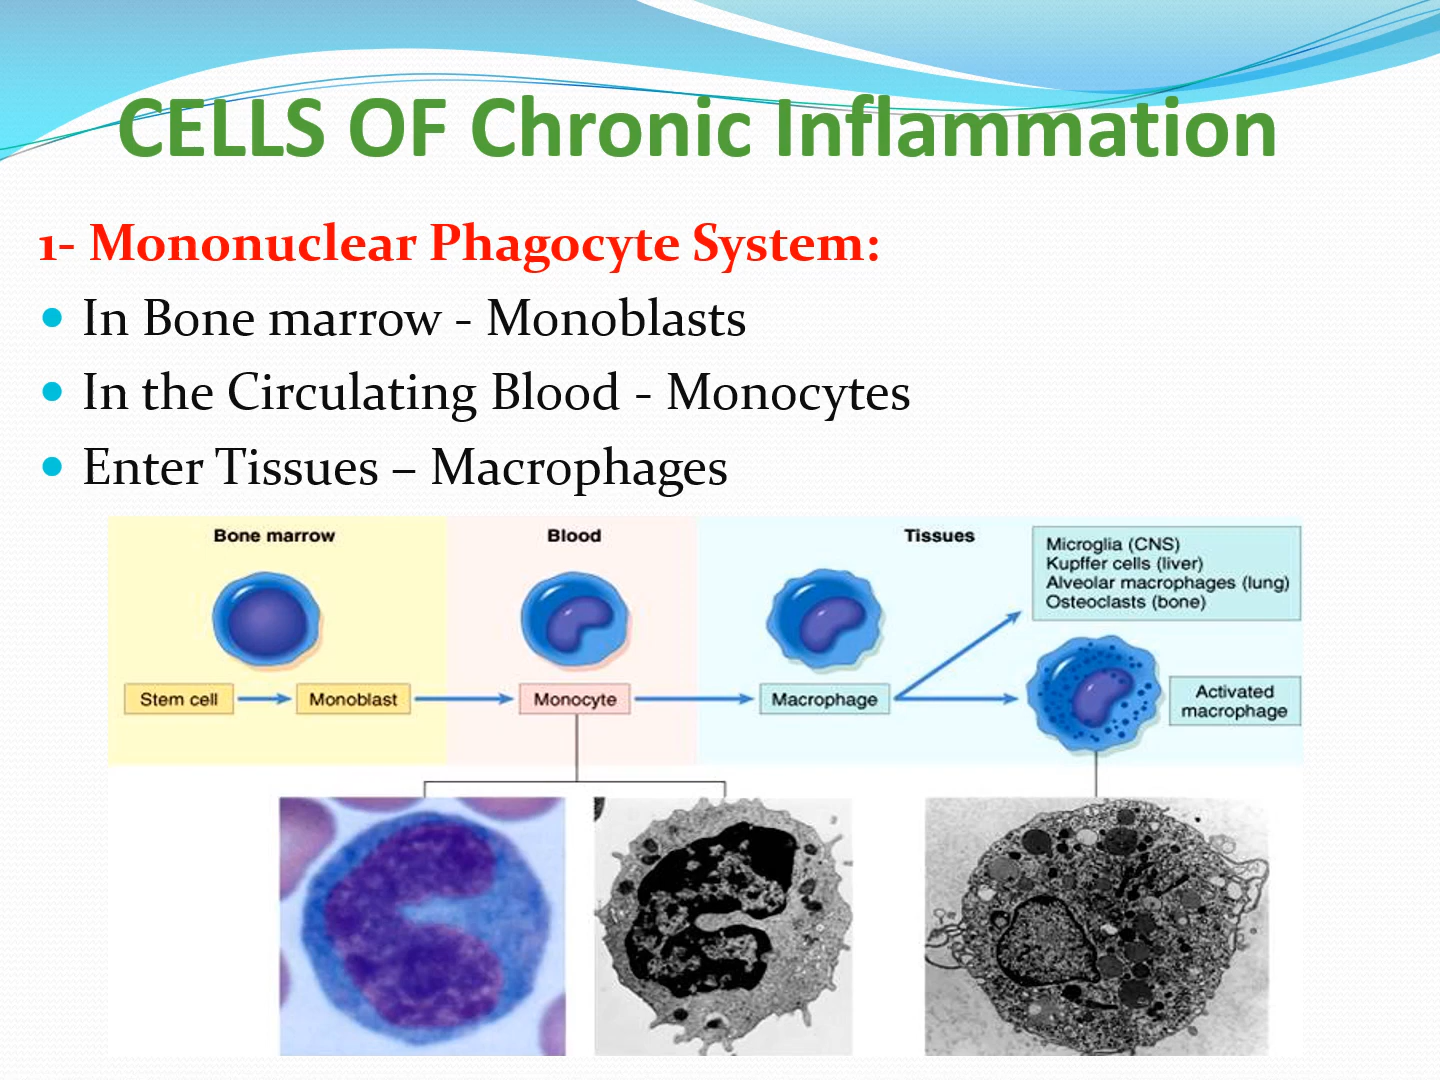 CELLS OF Chronic Inflammation
1- Mononuclear Phagocyte System:
In Bone marrow - Monoblasts
In the Circulating Blood - Monocytes
Enter Tissues – Macrophages
Bone marrow
Blood
Tissues
Microglia (CNS)
Kupffer cells (liver)
Alveolar macrophages (lung)
Osteoclasts (bone)
Stem cell
Monoblast
Monocyte
Macrophage
Activated
macrophage